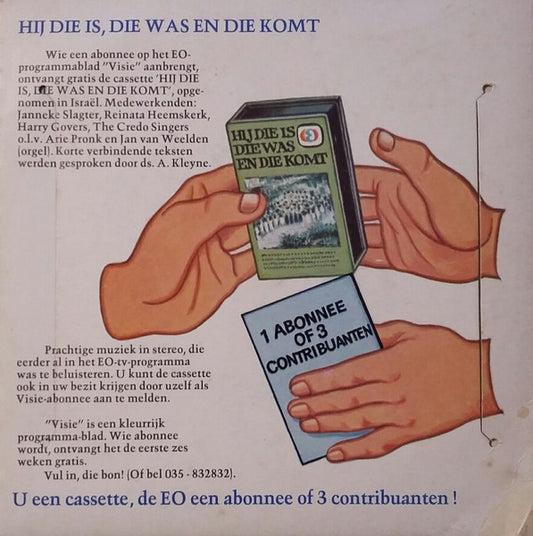 HIJ DIE IS, DIE WAS EN DIE KOMT
Wie een abonnee op het EO-
programmablad "Visie" aanbrengt,
ontvangt gratis de cassette 'HIJ DIE
IS, DIE WAS EN DIE KOMT', opge-
nomen in Israël. Medewerkenden:
Janneke Slagter, Reinata Heemskerk,
Harry Govers, The Credo Singers
o.l.v. Arie Pronk en Jan van Weelden
(orgel). Korte verbindende teksten
werden gesproken door ds. A. Kleyne.
HIJ DIE IS
DIE WAS
EN DIE KOMT
1 ABONNEE
OF 3
CONTRIBUANTEN
Prachtige muziek in stereo, die
eerder al in het EO-tv-programma
was te beluisteren. U kunt de cassette
ook in uw bezit krijgen door uzelf als
Visie-abonnee aan te melden.
"Visie" is een kleurrijk
programma-blad. Wie abonnee
wordt, ontvangt het eerste zes
weken gratis.
Vul in, die bon! (Of bel 035 - 832832).
U een cassette, de EO een abonnee of 3 contribuanten !